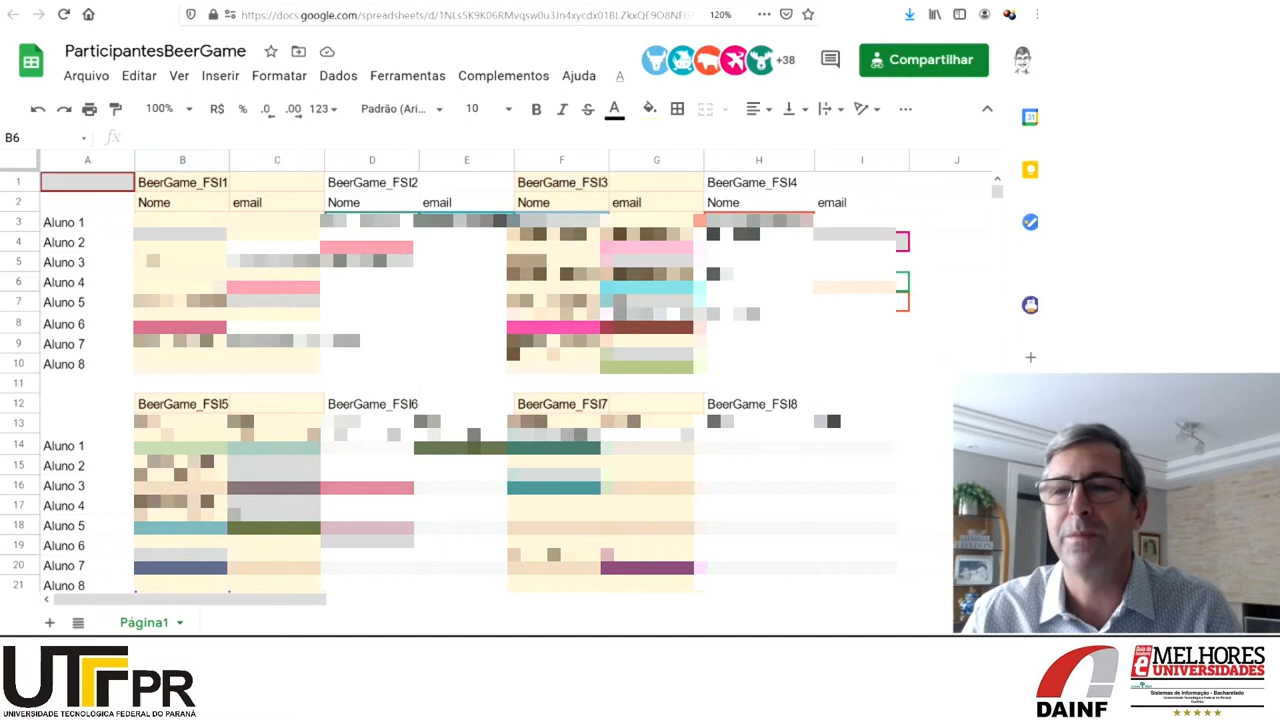 https://docs.google.com/spreadsheets/d/1NLs5K9K06RMvqsw0u3Jn4xycdx01BLZkxQE9O8NFG
120%
ParticipantesBeerGame
Arquivo Editar Ver Inserir Formatar Dados Ferramentas Complementos Ajuda
+38
Compartilhar
100% R$ % .0 .00 123 Padrão (Ari... 10 B I S A
B6 fx
A B C D E F G H I J
1 BeerGame_FSI1 BeerGame_FSI2 BeerGame_FSI3 BeerGame_FSI4
2 Nome email Nome email Nome email Nome email
3 Aluno 1
4 Aluno 2
5 Aluno 3
6 Aluno 4
7 Aluno 5
8 Aluno 6
9 Aluno 7
10 Aluno 8
11
12 BeerGame_FSI5 BeerGame_FSI6 BeerGame_FSI7 BeerGame_FSI8
13
14 Aluno 1
15 Aluno 2
16 Aluno 3
17 Aluno 4
18 Aluno 5
19 Aluno 6
20 Aluno 7
21 Aluno 8
Página1
UTFPR
UNIVERSIDADE TECNOLÓGICA FEDERAL DO PARANÁ
DAINF
MELHORES
UNIVERSIDADES
Sistemas de Informação - Bacharelado